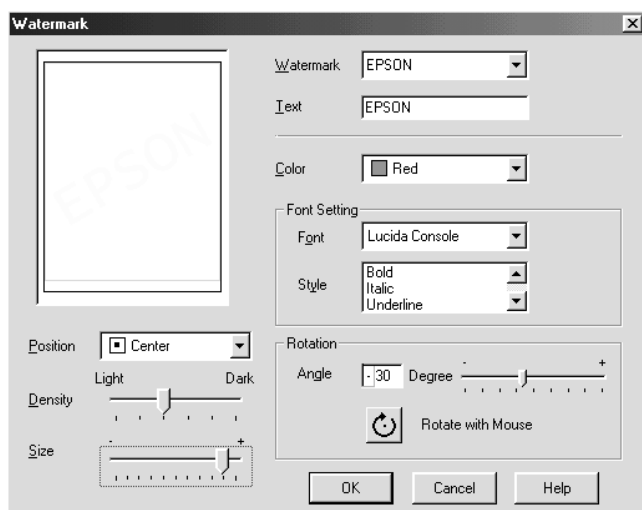 Watermark
EPSON
Watermark EPSON
Text EPSON
Color Red
Font Setting
Font Lucida Console
Style Bold
Italic
Underline
Position Center
Light Dark
Density
Size - +
Rotation
Angle -30 Degree - +
Rotate with Mouse
OK Cancel Help